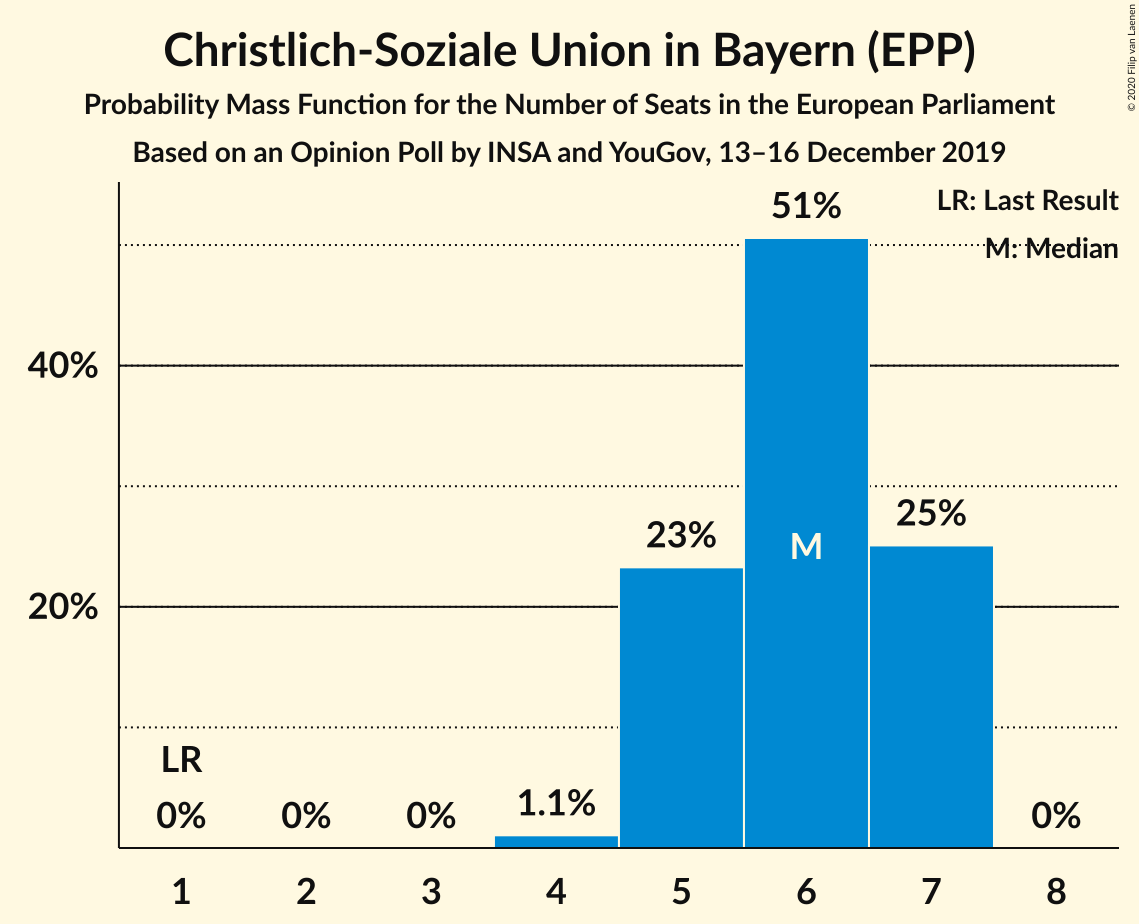 Christlich-Soziale Union in Bayern (EPP)
Probability Mass Function for the Number of Seats in the European Parliament
Based on an Opinion Poll by INSA and YouGov, 13–16 December 2019
© 2020 Filip van Laenen
LR: Last Result
M: Median
51%
40%
25%
23%
M
20%
LR
1.1%
0% 0% 0% 0%
1 2 3 4 5 6 7 8